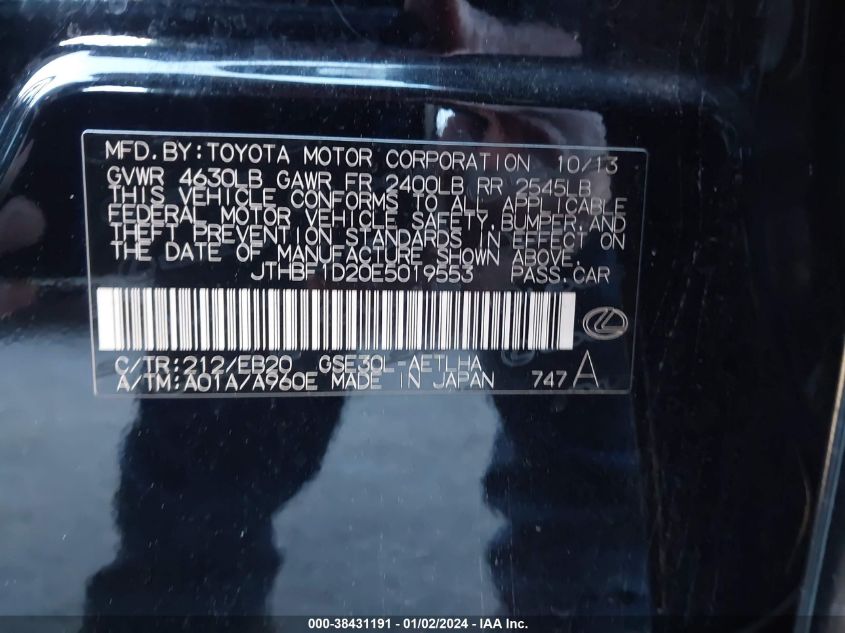 MFD.BY:TOYOTA MOTOR CORPORATION 10/13
GVWR 4630LB GAWR FR 2400LB RR 2545LB
THIS VEHICLE CONFORMS TO ALL APPLICABLE
FEDERAL MOTOR VEHICLE SAFETY,BUMPER,AND
THEFT PREVENTION STANDARDS IN EFFECT ON
THE DATE OF MANUFACTURE SHOWN ABOVE.
JTHBF1D20E5019553 PASS.CAR
C/TR:212/EB20 GSE30L-AETLHA
A/TM:A01A/A960E MADE IN JAPAN 747A
000-38431191 - 01/02/2024 - IAA Inc.